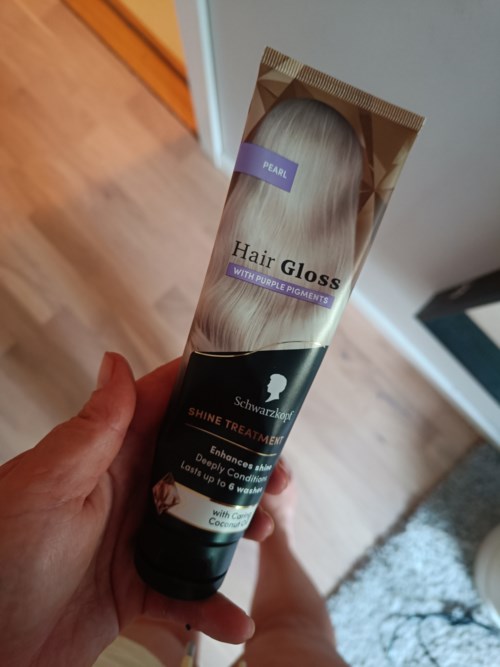 PEARL
Hair Gloss
WITH PURPLE PIGMENTS
Schwarzkopf
SHINE TREATMENT
Enhances shine
Deeply Conditions
Lasts up to 6 washes
with Caring
Coconut